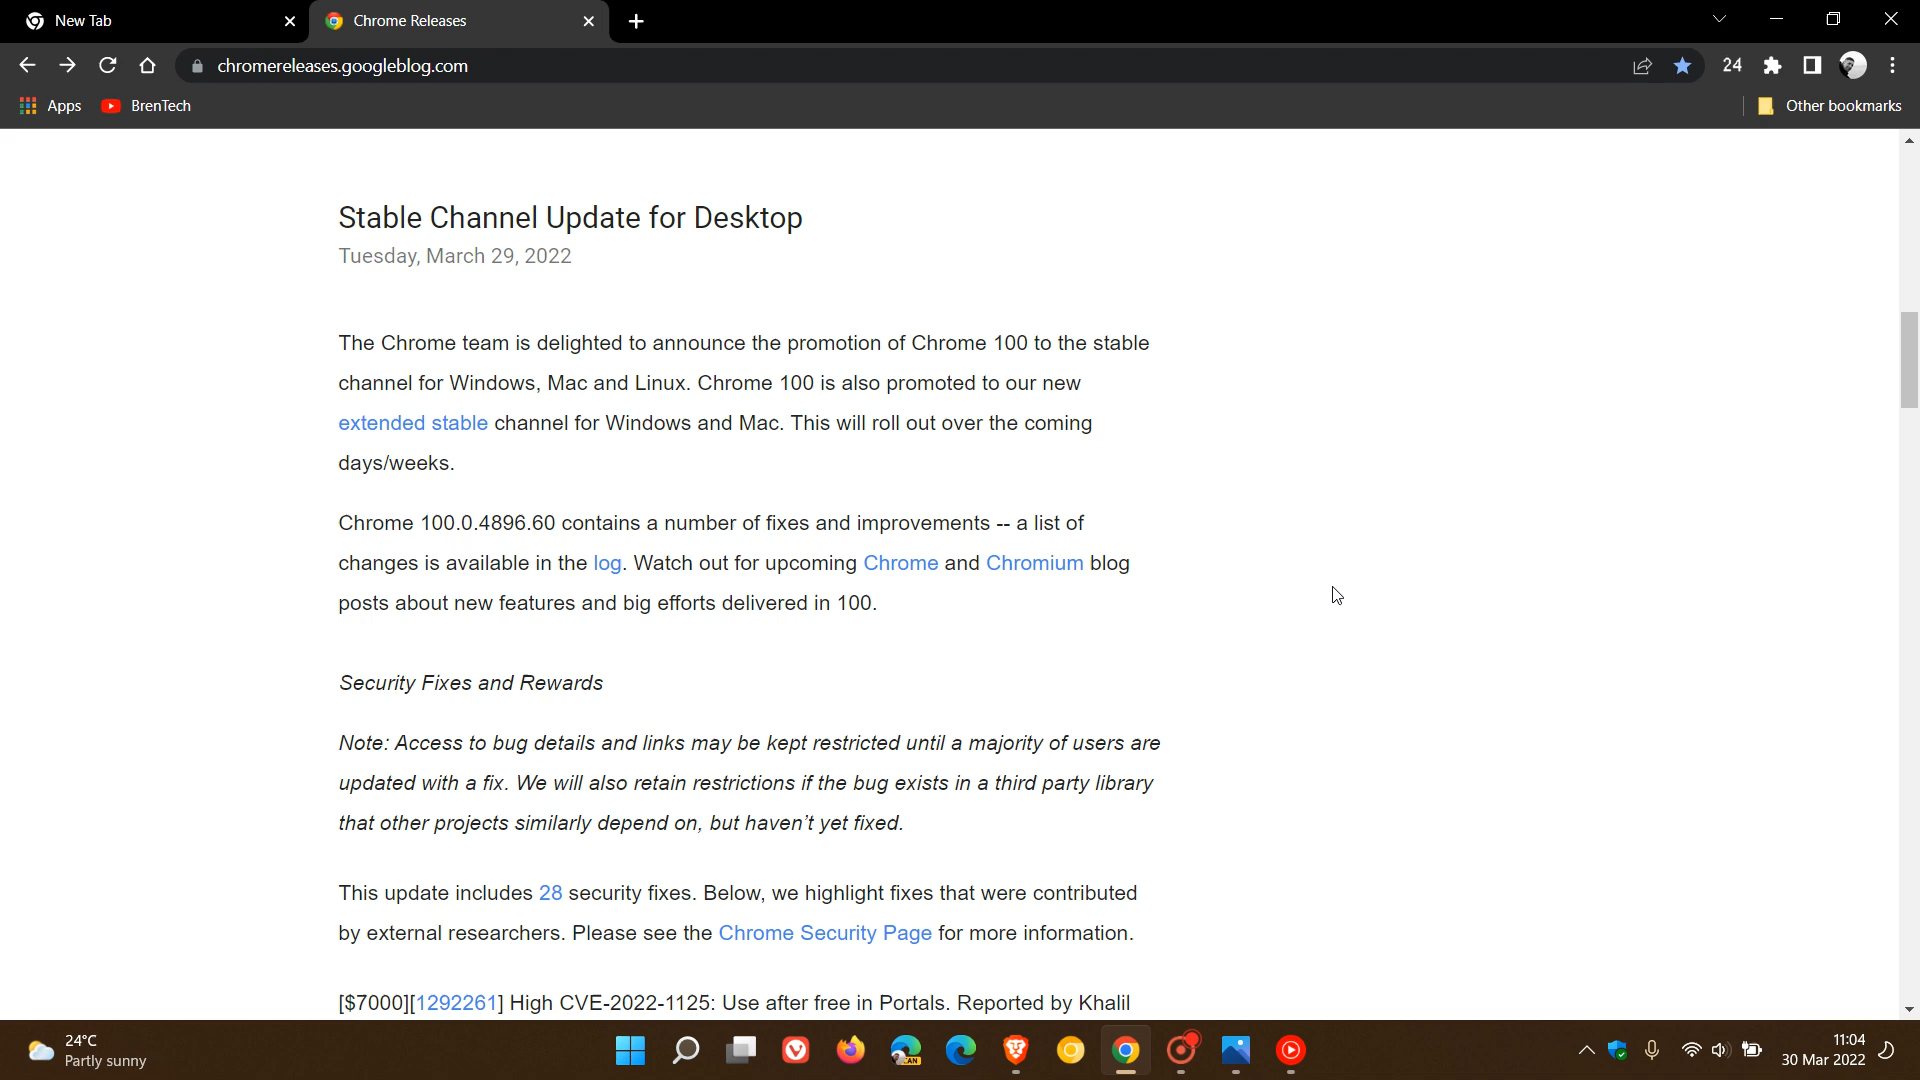 New Tab
Chrome Releases
chromereleases.googleblog.com
24
Apps
BrenTech
Other bookmarks
Stable Channel Update for Desktop
Tuesday, March 29, 2022
The Chrome team is delighted to announce the promotion of Chrome 100 to the stable
channel for Windows, Mac and Linux. Chrome 100 is also promoted to our new
extended stable channel for Windows and Mac. This will roll out over the coming
days/weeks.
Chrome 100.0.4896.60 contains a number of fixes and improvements -- a list of
changes is available in the log. Watch out for upcoming Chrome and Chromium blog
posts about new features and big efforts delivered in 100.
Security Fixes and Rewards
Note: Access to bug details and links may be kept restricted until a majority of users are
updated with a fix. We will also retain restrictions if the bug exists in a third party library
that other projects similarly depend on, but haven't yet fixed.
This update includes 28 security fixes. Below, we highlight fixes that were contributed
by external researchers. Please see the Chrome Security Page for more information.
[$7000][1292261] High CVE-2022-1125: Use after free in Portals. Reported by Khalil
24°C
Partly sunny
CAN
11:04
30 Mar 2022